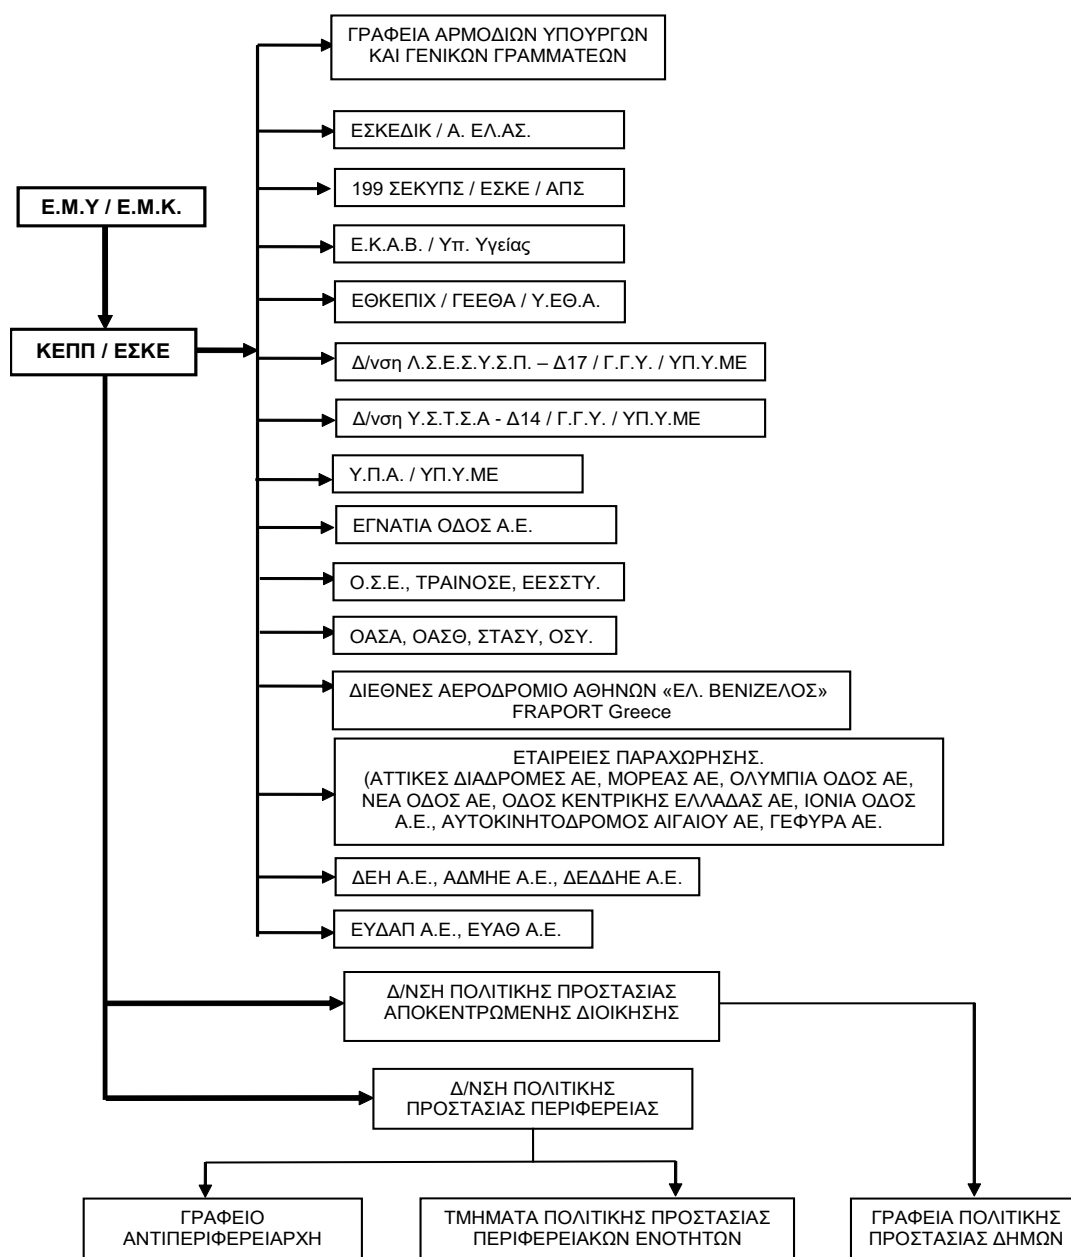 ΓΡΑΦΕΙΑ ΑΡΜΟΔΙΩΝ ΥΠΟΥΡΓΩΝ
ΚΑΙ ΓΕΝΙΚΩΝ ΓΡΑΜΜΑΤΕΩΝ
ΕΣΚΕΔΙΚ / Α. ΕΛ.ΑΣ.
199 ΣΕΚΥΠΣ / ΕΣΚΕ / ΑΠΣ
Ε.Μ.Υ / Ε.Μ.Κ.
Ε.Κ.Α.Β. / Υπ. Υγείας
ΕΘΚΕΠΙΧ / ΓΕΕΘΑ / Υ.ΕΘ.Α.
ΚΕΠΠ / ΕΣΚΕ
Δ/νση Λ.Σ.Ε.Σ.Υ.Σ.Π. – Δ17 / Γ.Γ.Υ. / ΥΠ.Υ.ΜΕ
Δ/νση Υ.Σ.Τ.Σ.Α - Δ14 / Γ.Γ.Υ. / ΥΠ.Υ.ΜΕ
Υ.Π.Α. / ΥΠ.Υ.ΜΕ
ΕΓΝΑΤΙΑ ΟΔΟΣ Α.Ε.
Ο.Σ.Ε., ΤΡΑΙΝΟΣΕ, ΕΕΣΣΤΥ.
ΟΑΣΑ, ΟΑΣΘ, ΣΤΑΣΥ, ΟΣΥ.
ΔΙΕΘΝΕΣ ΑΕΡΟΔΡΟΜΙΟ ΑΘΗΝΩΝ «ΕΛ. ΒΕΝΙΖΕΛΟΣ»
FRAPORT Greece
ΕΤΑΙΡΕΙΕΣ ΠΑΡΑΧΩΡΗΣΗΣ.
(ΑΤΤΙΚΕΣ ΔΙΑΔΡΟΜΕΣ ΑΕ, ΜΟΡΕΑΣ ΑΕ, ΟΛΥΜΠΙΑ ΟΔΟΣ ΑΕ,
ΝΕΑ ΟΔΟΣ ΑΕ, ΟΔΟΣ ΚΕΝΤΡΙΚΗΣ ΕΛΛΑΔΑΣ ΑΕ, ΙΟΝΙΑ ΟΔΟΣ
Α.Ε., ΑΥΤΟΚΙΝΗΤΟΔΡΟΜΟΣ ΑΙΓΑΙΟΥ ΑΕ, ΓΕΦΥΡΑ ΑΕ.
ΔΕΗ Α.Ε., ΑΔΜΗΕ Α.Ε., ΔΕΔΔΗΕ Α.Ε.
ΕΥΔΑΠ Α.Ε., ΕΥΑΘ Α.Ε.
Δ/ΝΣΗ ΠΟΛΙΤΙΚΗΣ ΠΡΟΣΤΑΣΙΑΣ
ΑΠΟΚΕΝΤΡΩΜΕΝΗΣ ΔΙΟΙΚΗΣΗΣ
Δ/ΝΣΗ ΠΟΛΙΤΙΚΗΣ
ΠΡΟΣΤΑΣΙΑΣ ΠΕΡΙΦΕΡΕΙΑΣ
ΓΡΑΦΕΙΟ
ΑΝΤΙΠΕΡΙΦΕΡΕΙΑΡΧΗ
ΤΜΗΜΑΤΑ ΠΟΛΙΤΙΚΗΣ ΠΡΟΣΤΑΣΙΑΣ
ΠΕΡΙΦΕΡΕΙΑΚΩΝ ΕΝΟΤΗΤΩΝ
ΓΡΑΦΕΙΑ ΠΟΛΙΤΙΚΗΣ
ΠΡΟΣΤΑΣΙΑΣ ΔΗΜΩΝ